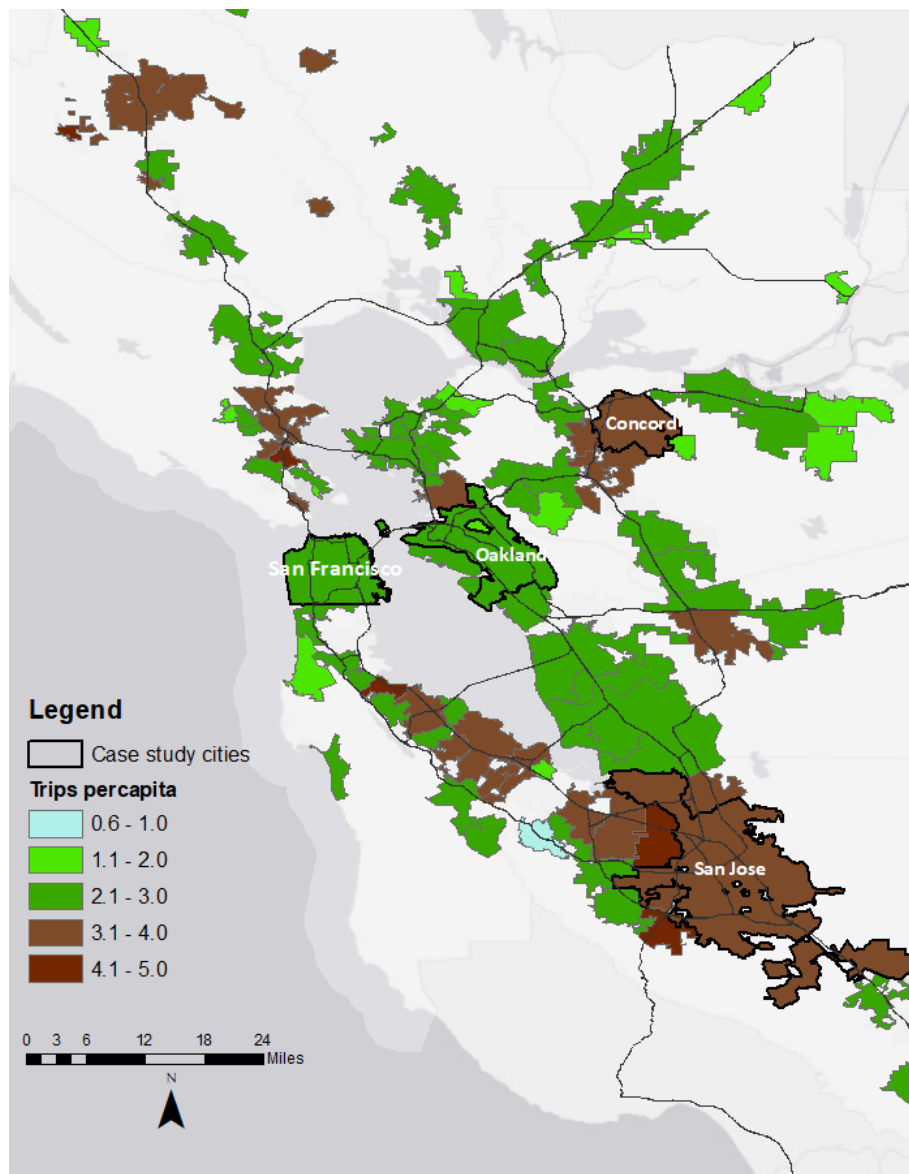 Concord
Oakland
San Francisco
San Jose
Legend
Case study cities
Trips percapita
0.6 - 1.0
1.1 - 2.0
2.1 - 3.0
3.1 - 4.0
4.1 - 5.0
0 3 6 12 18 24
Miles
N